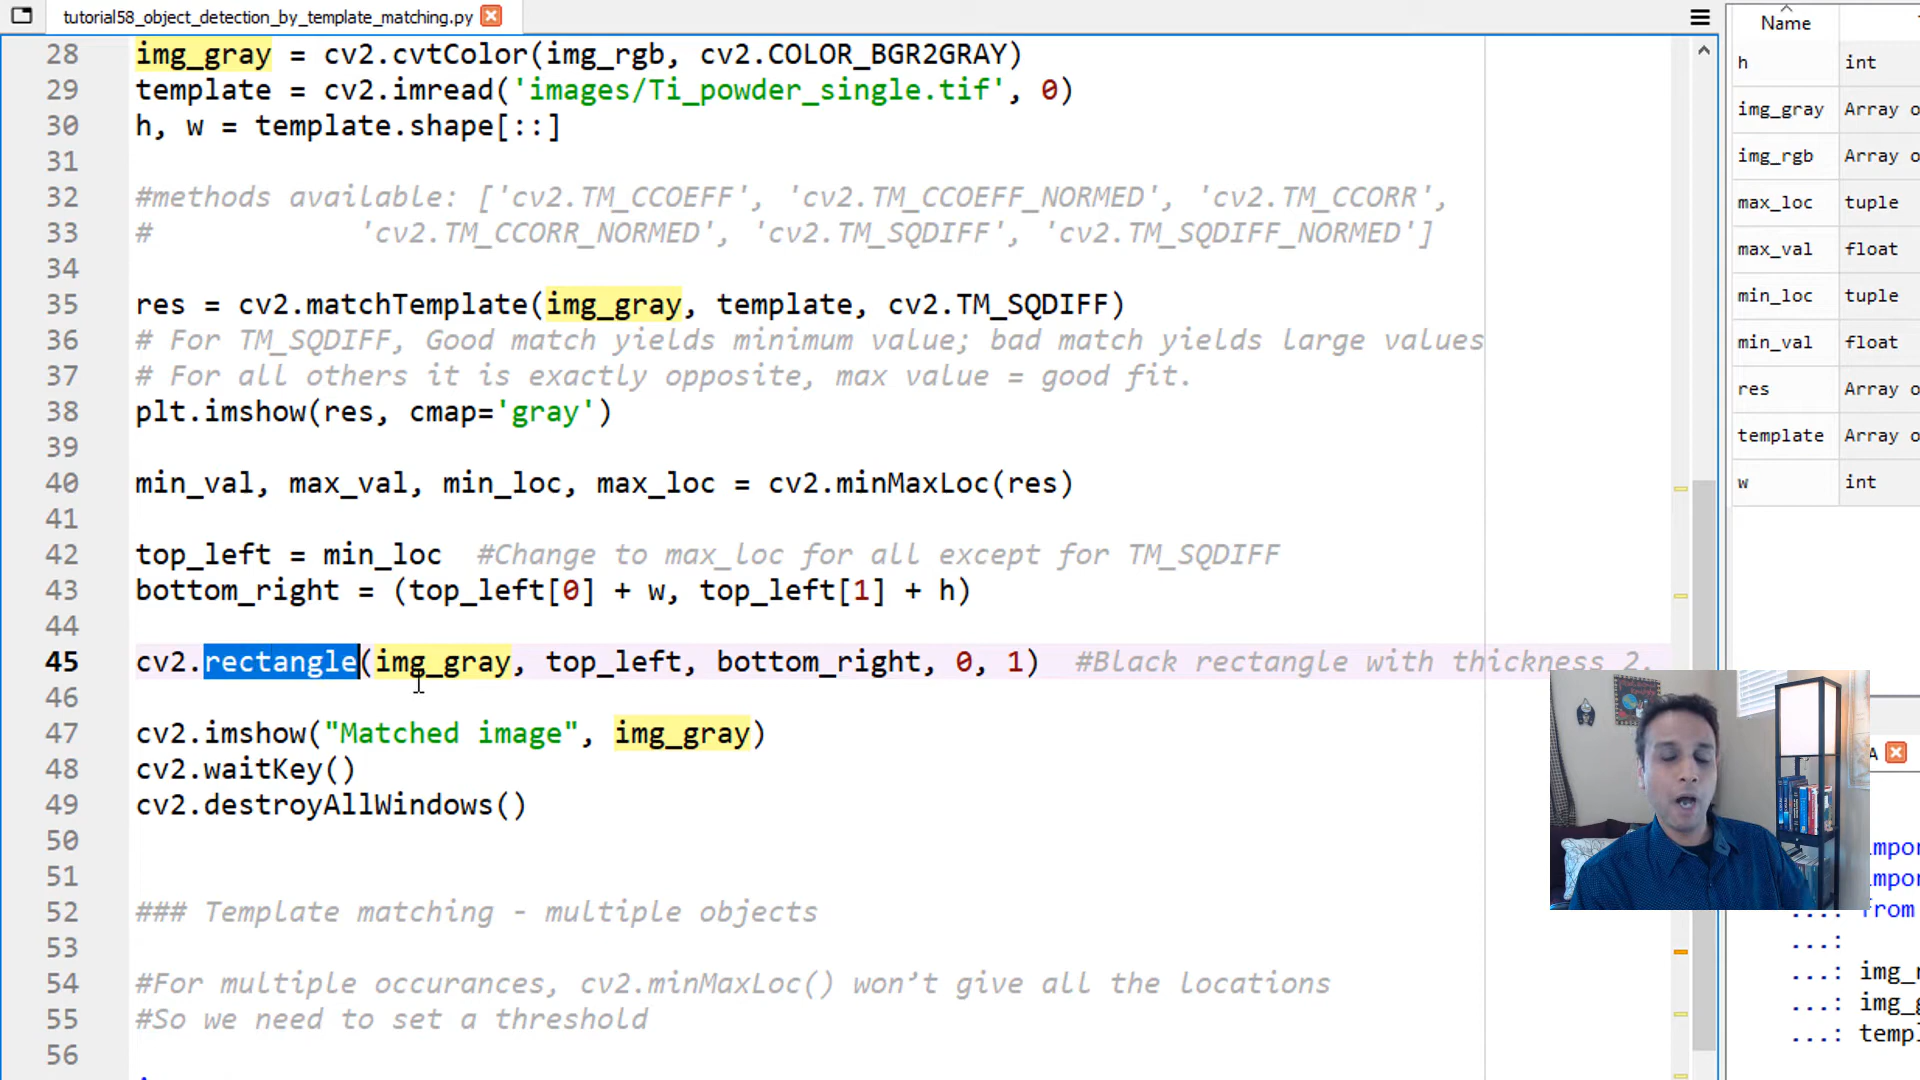 tutorial58_object_detection_by_template_matching.py
28 img_gray = cv2.cvtColor(img_rgb, cv2.COLOR_BGR2GRAY)
29 template = cv2.imread('images/Ti_powder_single.tif', 0)
30 h, w = template.shape[::]
31
32 #methods available: ['cv2.TM_CCOEFF', 'cv2.TM_CCOEFF_NORMED', 'cv2.TM_CCORR',
33 # 'cv2.TM_CCORR_NORMED', 'cv2.TM_SQDIFF', 'cv2.TM_SQDIFF_NORMED']
34
35 res = cv2.matchTemplate(img_gray, template, cv2.TM_SQDIFF)
36 # For TM_SQDIFF, Good match yields minimum value; bad match yields large values
37 # For all others it is exactly opposite, max value = good fit.
38 plt.imshow(res, cmap='gray')
39
40 min_val, max_val, min_loc, max_loc = cv2.minMaxLoc(res)
41
42 top_left = min_loc #Change to max_loc for all except for TM_SQDIFF
43 bottom_right = (top_left[0] + w, top_left[1] + h)
44
45 cv2.rectangle(img_gray, top_left, bottom_right, 0, 1) #Black rectangle with thickness 2.
46
47 cv2.imshow("Matched image", img_gray)
48 cv2.waitKey()
49 cv2.destroyAllWindows()
50
51
52 ### Template matching - multiple objects
53
54 #For multiple occurances, cv2.minMaxLoc() won’t give all the locations
55 #So we need to set a threshold
56
Name
h int
img_gray Array o
img_rgb Array o
max_loc tuple
max_val float
min_loc tuple
min_val float
res Array o
template Array o
w int
A
impor
impor
...: from
...:
...: img_r
...: img_g
...: templ